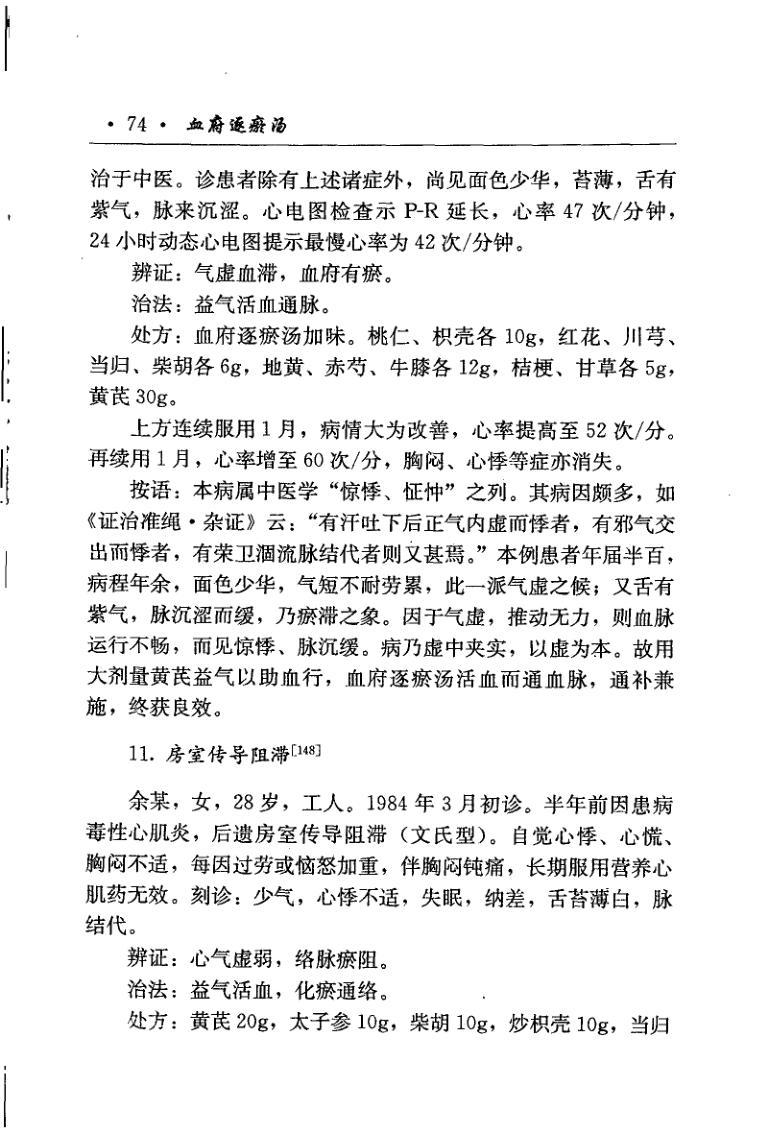 • 74 • 血府逐瘀汤
治于中医。诊患者除有上述诸症外，尚见面色少华，苔薄，舌有
紫气，脉来沉涩。心电图检查示 P-R 延长，心率 47 次/分钟，
24 小时动态心电图提示最慢心率为 42 次/分钟。
辨证：气虚血滞，血府有瘀。
治法：益气活血通脉。
处方：血府逐瘀汤加味。桃仁、枳壳各 10g，红花、川芎、
当归、柴胡各 6g，地黄、赤芍、牛膝各 12g，桔梗、甘草各 5g，
黄芪 30g。
上方连续服用 1 月，病情大为改善，心率提高至 52 次/分。
再续用 1 月，心率增至 60 次/分，胸闷、心悸等症亦消失。
按语：本病属中医学“惊悸、怔忡”之列。其病因颇多，如
《证治准绳·杂证》云：“有汗吐下后正气内虚而悸者，有邪气交
出而悸者，有荣卫涸流脉结代者则又甚焉。”本例患者年届半百，
病程年余，面色少华，气短不耐劳累，此一派气虚之候；又舌有
紫气，脉沉涩而缓，乃瘀滞之象。因于气虚，推动无力，则血脉
运行不畅，而见惊悸、脉沉缓。病乃虚中夹实，以虚为本。故用
大剂量黄芪益气以助血行，血府逐瘀汤活血而通血脉，通补兼
施，终获良效。
11. 房室传导阻滞[148]
余某，女，28 岁，工人。1984 年 3 月初诊。半年前因患病
毒性心肌炎，后遗房室传导阻滞（文氏型）。自觉心悸、心慌、
胸闷不适，每因过劳或恼怒加重，伴胸闷钝痛，长期服用营养心
肌药无效。刻诊：少气，心悸不适，失眠，纳差，舌苔薄白，脉
结代。
辨证：心气虚弱，络脉瘀阻。
治法：益气活血，化瘀通络。
处方：黄芪 20g，太子参 10g，柴胡 10g，炒枳壳 10g，当归